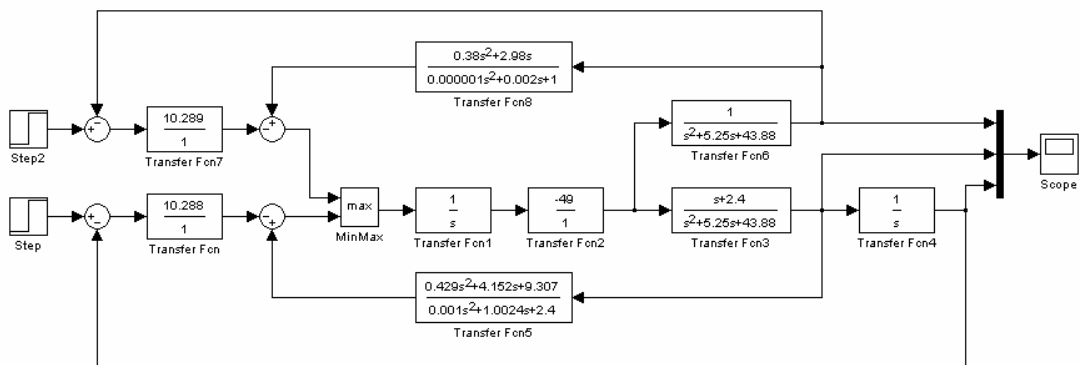 0.38s²+2.98s
0.000001s²+0.002s+1
Transfer Fcn8
Step2
+
−
10.289
1
Transfer Fcn7
−
+
1
s²+5.25s+43.88
Transfer Fcn6
Scope
Step
+
−
10.288
1
Transfer Fcn
−
+
max
MinMax
1
s
Transfer Fcn1
-49
1
Transfer Fcn2
s+2.4
s²+5.25s+43.88
Transfer Fcn3
1
s
Transfer Fcn4
0.429s²+4.152s+9.307
0.001s²+1.0024s+2.4
Transfer Fcn5